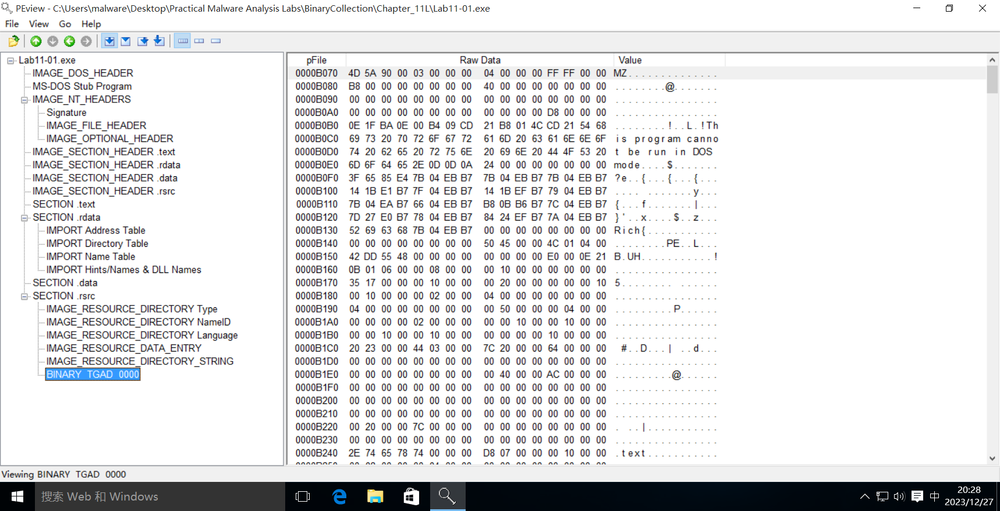 PEview - C:\Users\malware\Desktop\Practical Malware Analysis Labs\BinaryCollection\Chapter_11L\Lab11-01.exe
File View Go Help
Lab11-01.exe
IMAGE_DOS_HEADER
MS-DOS Stub Program
IMAGE_NT_HEADERS
Signature
IMAGE_FILE_HEADER
IMAGE_OPTIONAL_HEADER
IMAGE_SECTION_HEADER .text
IMAGE_SECTION_HEADER .rdata
IMAGE_SECTION_HEADER .data
IMAGE_SECTION_HEADER .rsrc
SECTION .text
SECTION .rdata
IMPORT Address Table
IMPORT Directory Table
IMPORT Name Table
IMPORT Hints/Names & DLL Names
SECTION .data
SECTION .rsrc
IMAGE_RESOURCE_DIRECTORY Type
IMAGE_RESOURCE_DIRECTORY NameID
IMAGE_RESOURCE_DIRECTORY Language
IMAGE_RESOURCE_DATA_ENTRY
IMAGE_RESOURCE_DIRECTORY_STRING
BINARY TGAD 0000
pFile Raw Data Value
0000B070 4D 5A 90 00 03 00 00 00 04 00 00 00 FF FF 00 00 MZ..............
0000B080 B8 00 00 00 00 00 00 00 40 00 00 00 00 00 00 00 ........@.......
0000B090 00 00 00 00 00 00 00 00 00 00 00 00 00 00 00 00 ................
0000B0A0 00 00 00 00 00 00 00 00 00 00 00 00 D8 00 00 00 ................
0000B0B0 0E 1F BA 0E 00 B4 09 CD 21 B8 01 4C CD 21 54 68 ........!..L.!Th
0000B0C0 69 73 20 70 72 6F 67 72 61 6D 20 63 61 6E 6E 6F is program canno
0000B0D0 74 20 62 65 20 72 75 6E 20 69 6E 20 44 4F 53 20 t be run in DOS
0000B0E0 6D 6F 64 65 2E 0D 0D 0A 24 00 00 00 00 00 00 00 mode....$.......
0000B0F0 3F 65 85 E4 7B 04 EB B7 7B 04 EB B7 7B 04 EB B7 ?e..{...{...{...
0000B100 14 1B E1 B7 7F 04 EB B7 14 1B EF B7 79 04 EB B7 .... .......y...
0000B110 7B 04 EA B7 66 04 EB B7 B8 0B B6 B7 7C 04 EB B7 {...f.......|...
0000B120 7D 27 E0 B7 78 04 EB B7 84 24 EF B7 7A 04 EB B7 }'..x....$..z...
0000B130 52 69 63 68 7B 04 EB B7 00 00 00 00 00 00 00 00 Rich{...........
0000B140 00 00 00 00 00 00 00 00 50 45 00 00 4C 01 04 00 ........PE..L...
0000B150 42 DD 55 48 00 00 00 00 00 00 00 00 E0 00 0E 21 B.UH...........!
0000B160 0B 01 06 00 00 08 00 00 00 10 00 00 00 00 00 00 ................
0000B170 35 17 00 00 00 10 00 00 00 20 00 00 00 00 00 10 5........ ......
0000B180 00 10 00 00 00 02 00 00 04 00 00 00 00 00 00 00 ................
0000B190 04 00 00 00 00 00 00 00 00 50 00 00 00 04 00 00 .........P......
0000B1A0 00 00 00 00 02 00 00 00 00 00 10 00 00 10 00 00 ................
0000B1B0 00 00 10 00 00 10 00 00 00 00 00 00 10 00 00 00 ................
0000B1C0 20 23 00 00 44 03 00 00 7C 20 00 00 64 00 00 00 #..D...| ..d...
0000B1D0 00 00 00 00 00 00 00 00 00 00 00 00 00 00 00 00 ................
0000B1E0 00 00 00 00 00 00 00 00 00 40 00 00 AC 00 00 00 .........@......
0000B1F0 00 00 00 00 00 00 00 00 00 00 00 00 00 00 00 00 ................
0000B200 00 00 00 00 00 00 00 00 00 00 00 00 00 00 00 00 ................
0000B210 00 00 00 00 00 00 00 00 00 00 00 00 00 00 00 00 ................
0000B220 00 20 00 00 7C 00 00 00 00 00 00 00 00 00 00 00 . ..|...........
0000B230 00 00 00 00 00 00 00 00 00 00 00 00 00 00 00 00 ................
0000B240 2E 74 65 78 74 00 00 00 D8 07 00 00 00 10 00 00 .text...........
Viewing BINARY TGAD 0000
搜索 Web 和 Windows
中
20:28
2023/12/27